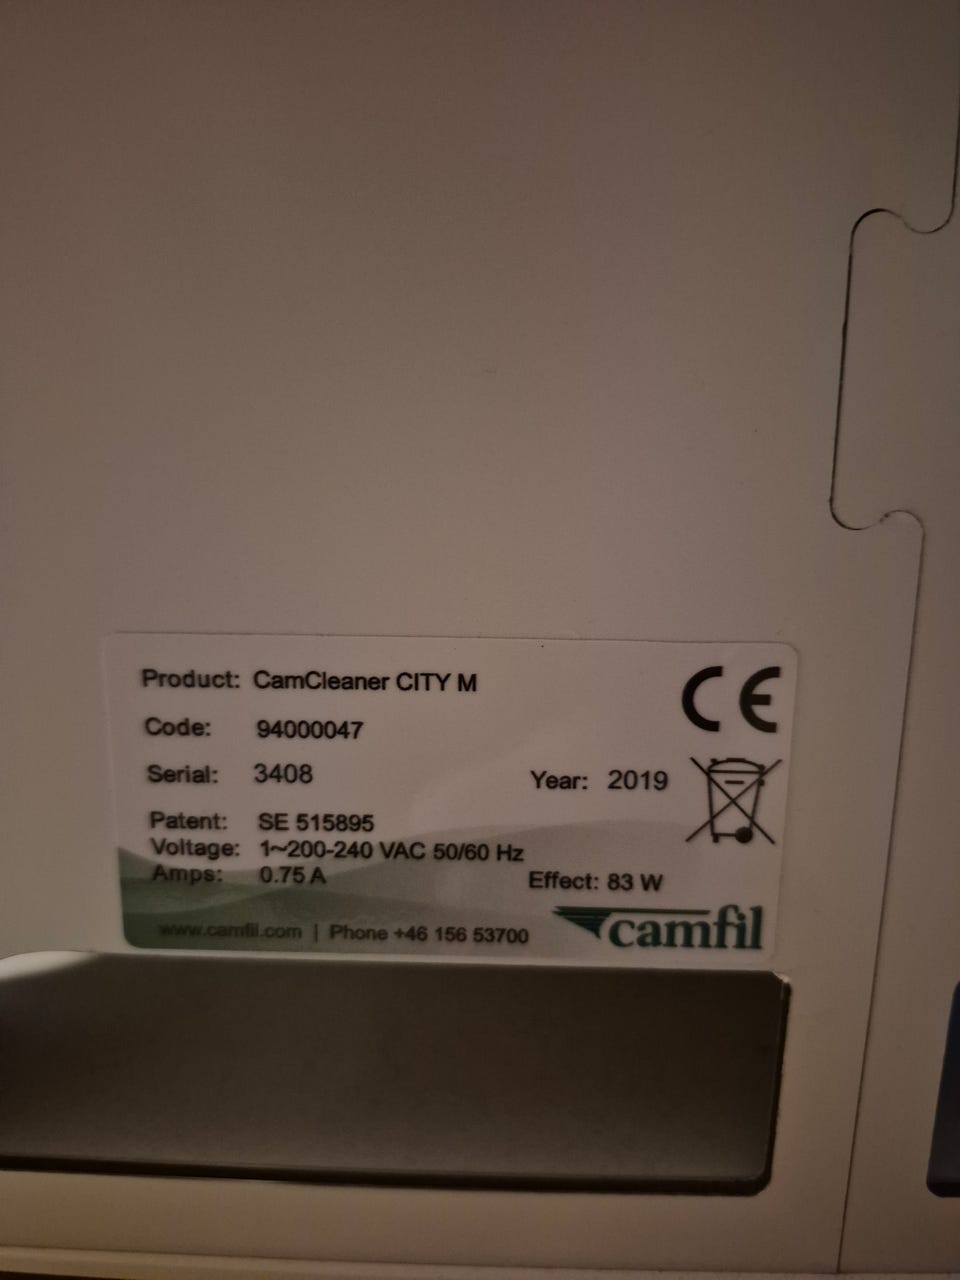 Product: CamCleaner CITY M
Code: 94000047
Serial: 3408
Year: 2019
Patent: SE 515895
Voltage: 1~200-240 VAC 50/60 Hz
Amps: 0.75 A
Effect: 83 W
www.camfil.com | Phone +46 156 53700
camfil
CE